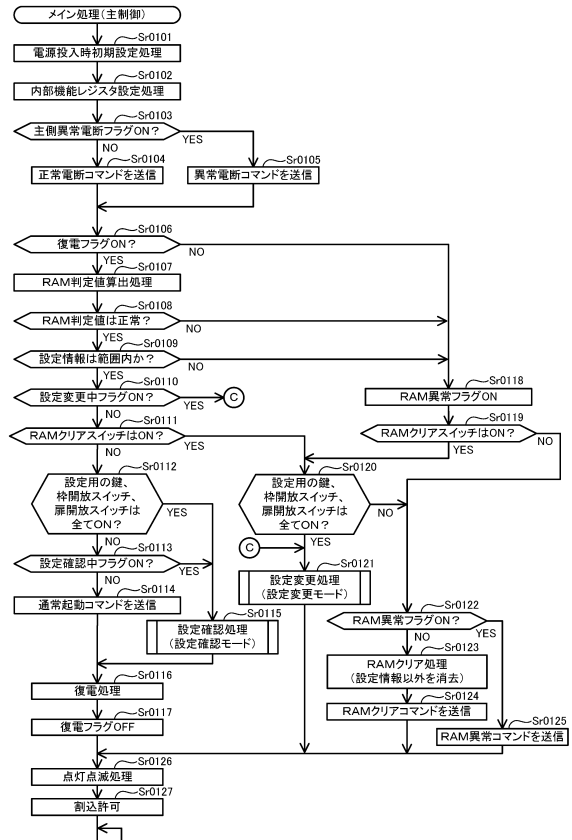 メイン処理(主制御)
Sr0101
電源投入時初期設定処理
Sr0102
内部機能レジスタ設定処理
Sr0103
主側異常電断フラグON?
YES
NO
Sr0104
正常電断コマンドを送信
Sr0105
異常電断コマンドを送信
Sr0106
復電フラグON?
NO
YES
Sr0107
RAM判定値算出処理
Sr0108
RAM判定値は正常?
NO
YES
Sr0109
設定情報は範囲内か?
NO
YES
Sr0110
設定変更中フラグON?
YES
C
NO
Sr0111
RAMクリアスイッチはON?
YES
NO
Sr0118
RAM異常フラグON
Sr0119
RAMクリアスイッチはON?
NO
YES
Sr0112
設定用の鍵、
枠開放スイッチ、
扉開放スイッチは
全てON?
YES
NO
Sr0120
設定用の鍵、
枠開放スイッチ、
扉開放スイッチは
全てON?
NO
YES
C
Sr0113
設定確認中フラグON?
YES
NO
Sr0121
設定変更処理
(設定変更モード)
Sr0114
通常起動コマンドを送信
Sr0115
設定確認処理
(設定確認モード)
Sr0122
RAM異常フラグON?
NO
YES
Sr0123
RAMクリア処理
(設定情報以外を消去)
Sr0116
復電処理
Sr0124
RAMクリアコマンドを送信
Sr0117
復電フラグOFF
Sr0125
RAM異常コマンドを送信
Sr0126
点灯点滅処理
Sr0127
割込許可